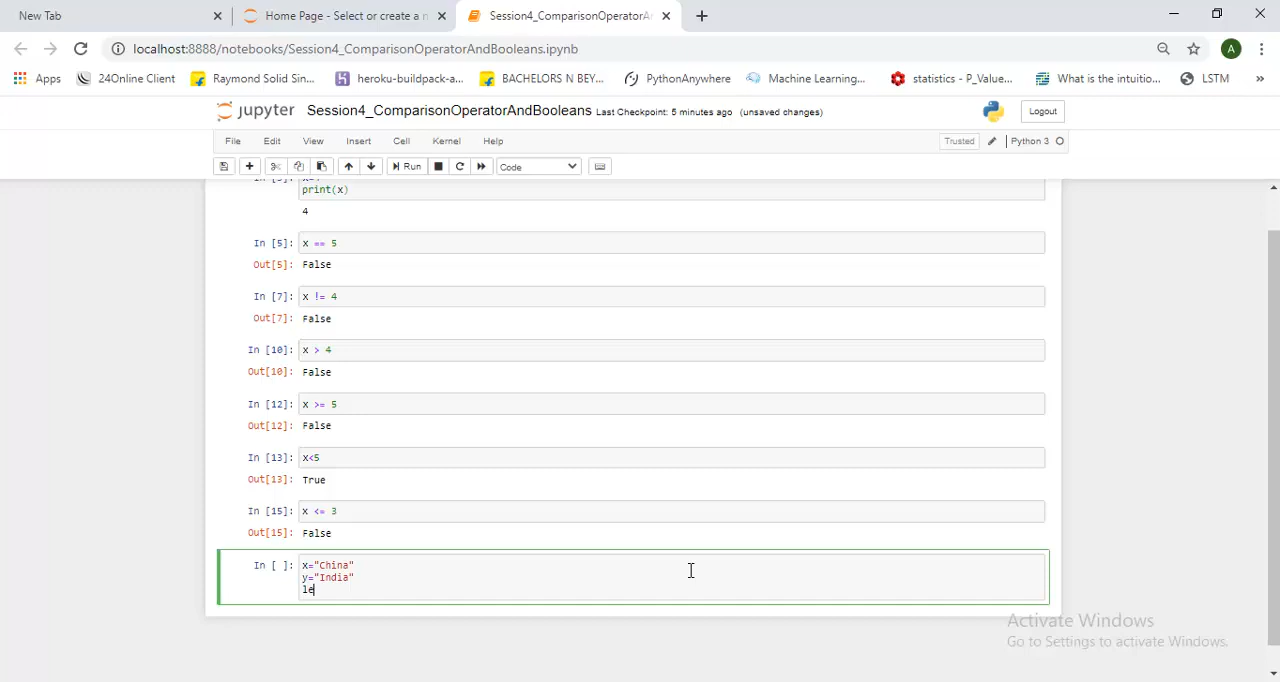 New Tab
Home Page - Select or create a n
Session4_ComparisonOperatorAr
localhost:8888/notebooks/Session4_ComparisonOperatorAndBooleans.ipynb
A
Apps
24Online Client
Raymond Solid Sin...
heroku-buildpack-a...
BACHELORS N BEY...
PythonAnywhere
Machine Learning...
statistics - P_Value...
What is the intuitio...
LSTM
»
jupyter Session4_ComparisonOperatorAndBooleans Last Checkpoint: 5 minutes ago (unsaved changes)
Logout
File Edit View Insert Cell Kernel Help
Trusted
Python 3
Run
Code
print(x)
4
In [5]: x == 5
Out[5]: False
In [7]: x != 4
Out[7]: False
In [10]: x > 4
Out[10]: False
In [12]: x >= 5
Out[12]: False
In [13]: x<5
Out[13]: True
In [15]: x <= 3
Out[15]: False
In [ ]: x="China"
y="India"
le
Activate Windows
Go to Settings to activate Windows.